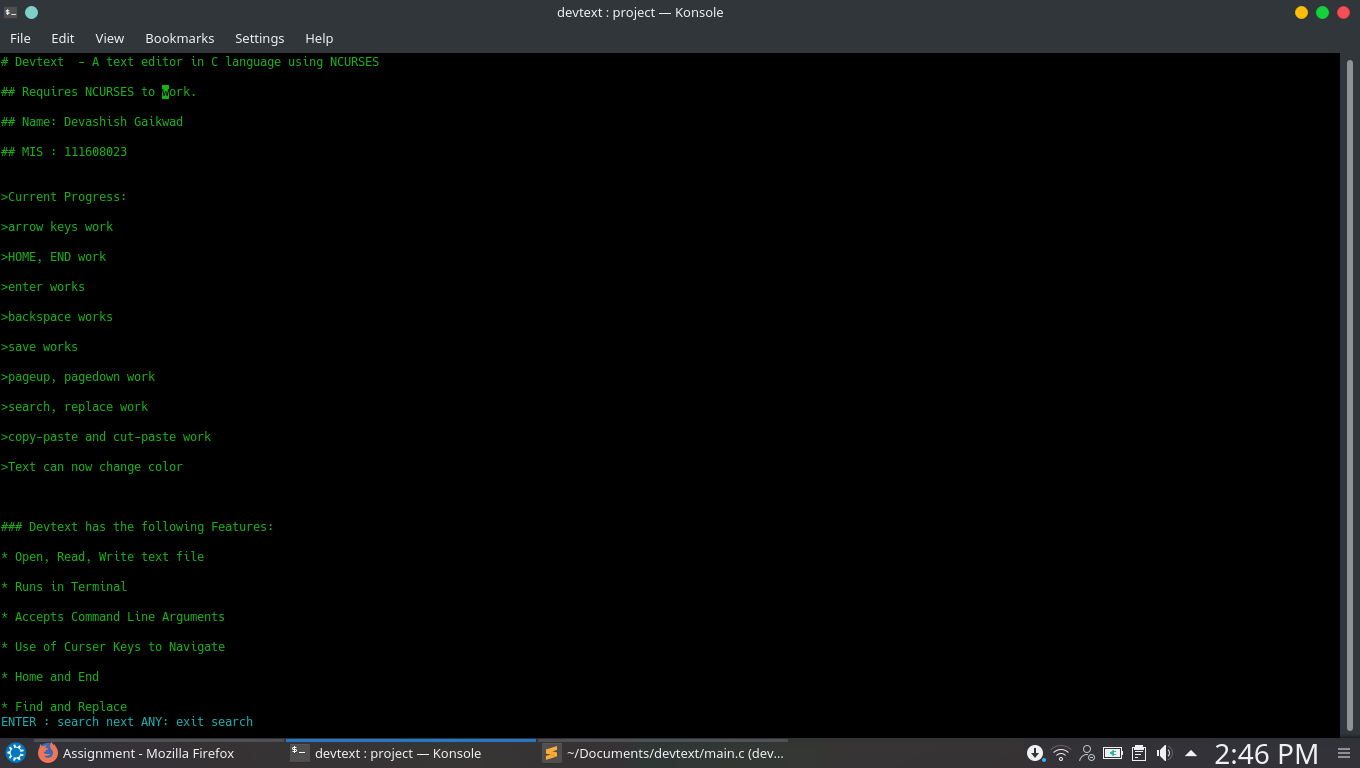 devtext : project — Konsole
File Edit View Bookmarks Settings Help
# Devtext  - A text editor in C language using NCURSES
## Requires NCURSES to work.
## Name: Devashish Gaikwad
## MIS : 111608023
>Current Progress:
>arrow keys work
>HOME, END work
>enter works
>backspace works
>save works
>pageup, pagedown work
>search, replace work
>copy-paste and cut-paste work
>Text can now change color
### Devtext has the following Features:
* Open, Read, Write text file
* Runs in Terminal
* Accepts Command Line Arguments
* Use of Curser Keys to Navigate
* Home and End
* Find and Replace
ENTER : search next ANY: exit search
Assignment - Mozilla Firefox devtext : project — Konsole ~/Documents/devtext/main.c (dev... 2:46 PM